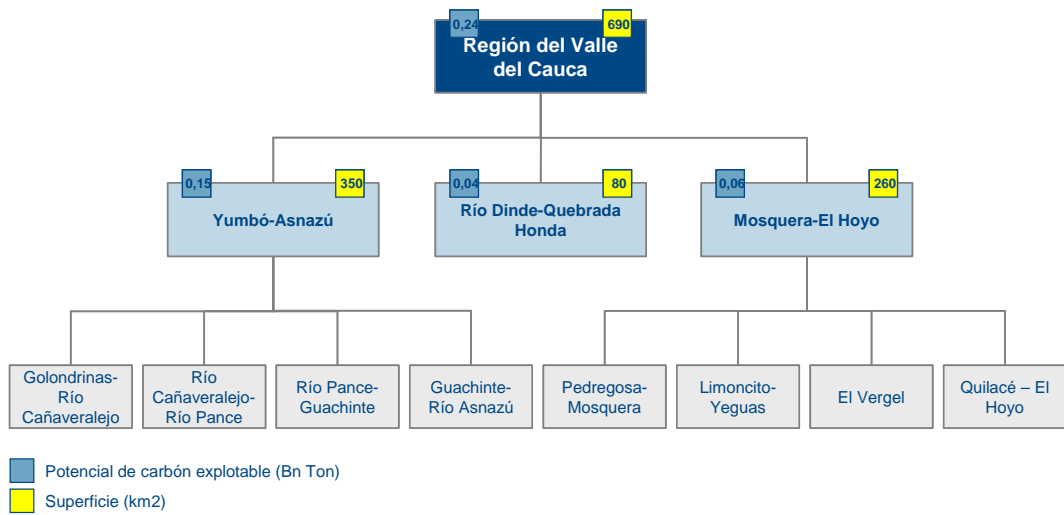 0,24
690
Región del Valle
del Cauca
0,15
350
Yumbó-Asnazú
0,04
80
Río Dinde-Quebrada
Honda
0,06
260
Mosquera-El Hoyo
Golondrinas-
Río
Cañaveralejo
Río
Cañaveralejo-
Río Pance
Río Pance-
Guachinte
Guachinte-
Río Asnazú
Pedregosa-
Mosquera
Limoncito-
Yeguas
El Vergel
Quilacé – El
Hoyo
Potencial de carbón explotable (Bn Ton)
Superficie (km2)